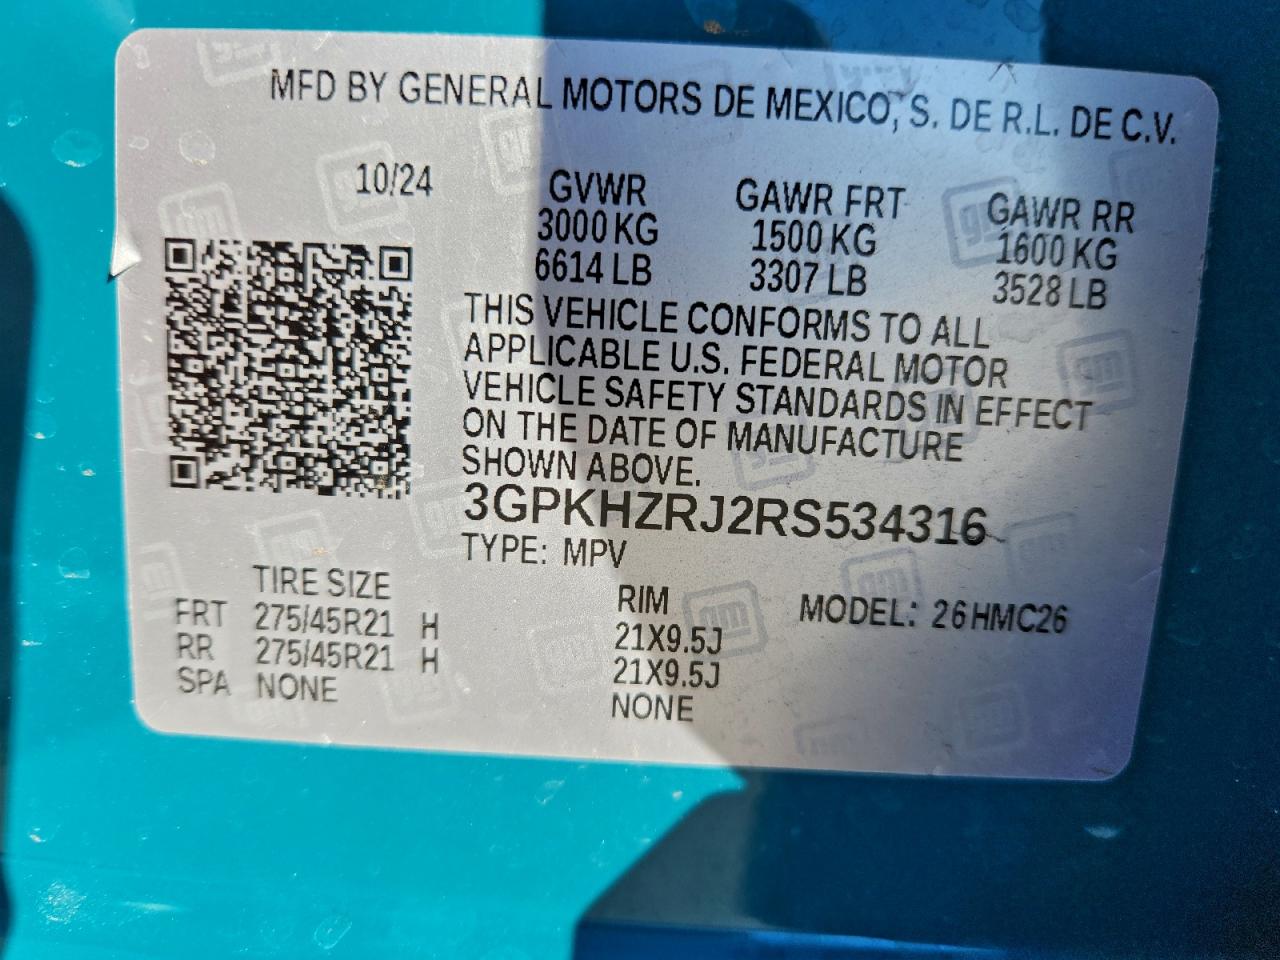 MFD BY GENERAL MOTORS DE MEXICO, S. DE R.L. DE C.V.
10/24 GVWR GAWR FRT GAWR RR
3000 KG 1500 KG 1600 KG
6614 LB 3307 LB 3528 LB
THIS VEHICLE CONFORMS TO ALL
APPLICABLE U.S. FEDERAL MOTOR
VEHICLE SAFETY STANDARDS IN EFFECT
ON THE DATE OF MANUFACTURE
SHOWN ABOVE.
3GPKHZRJ2RS534316
TYPE: MPV
TIRE SIZE RIM MODEL: 26HMC26
FRT 275/45R21 H 21X9.5J
RR 275/45R21 H 21X9.5J
SPA NONE NONE